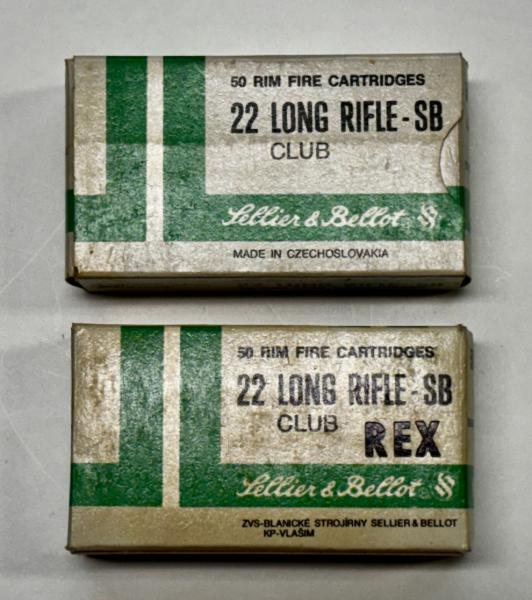 50 RIM FIRE CARTRIDGES
22 LONG RIFLE-SB
CLUB
Sellier & Bellot
MADE IN CZECHOSLOVAKIA
50 RIM FIRE CARTRIDGES
22 LONG RIFLE-SB
CLUB
REX
Sellier & Bellot
ZVS-BLANICKÉ STROJÍRNY SELLIER & BELLOT
KP-VLAŠIM